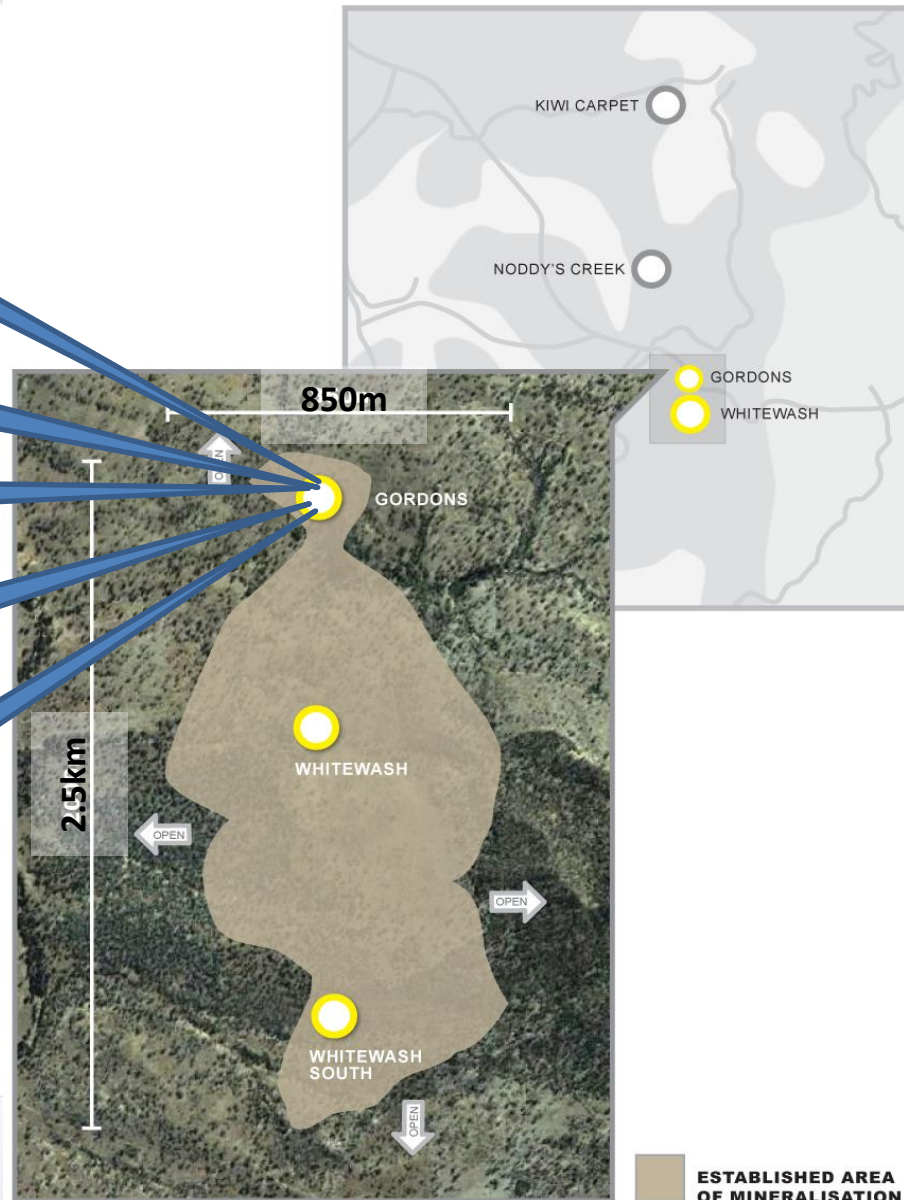 KIWI CARPET
NODDY'S CREEK
GORDONS
WHITEWASH
850m
OPEN
GORDONS
2.5km
WHITEWASH
OPEN
OPEN
WHITEWASH
SOUTH
OPEN
ESTABLISHED AREA
OF MINERALISATION